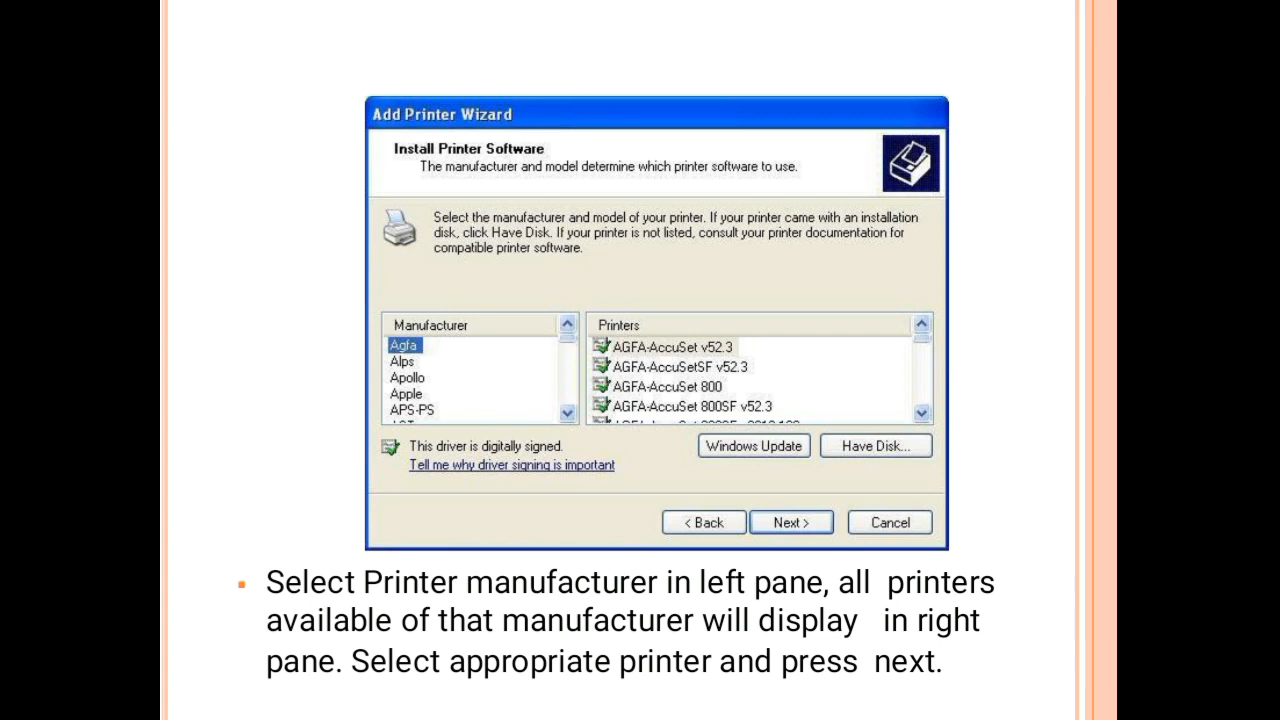 Add Printer Wizard
Install Printer Software
The manufacturer and model determine which printer software to use.
Select the manufacturer and model of your printer. If your printer came with an installation
disk, click Have Disk. If your printer is not listed, consult your printer documentation for
compatible printer software.
Manufacturer
Agfa
Alps
Apollo
Apple
APS-PS
Printers
AGFA-AccuSet v52.3
AGFA-AccuSetSF v52.3
AGFA-AccuSet 800
AGFA-AccuSet 800SF v52.3
This driver is digitally signed.
Tell me why driver signing is important
Windows Update
Have Disk...
< Back
Next >
Cancel
▪ Select Printer manufacturer in left pane, all printers
available of that manufacturer will display in right
pane. Select appropriate printer and press next.